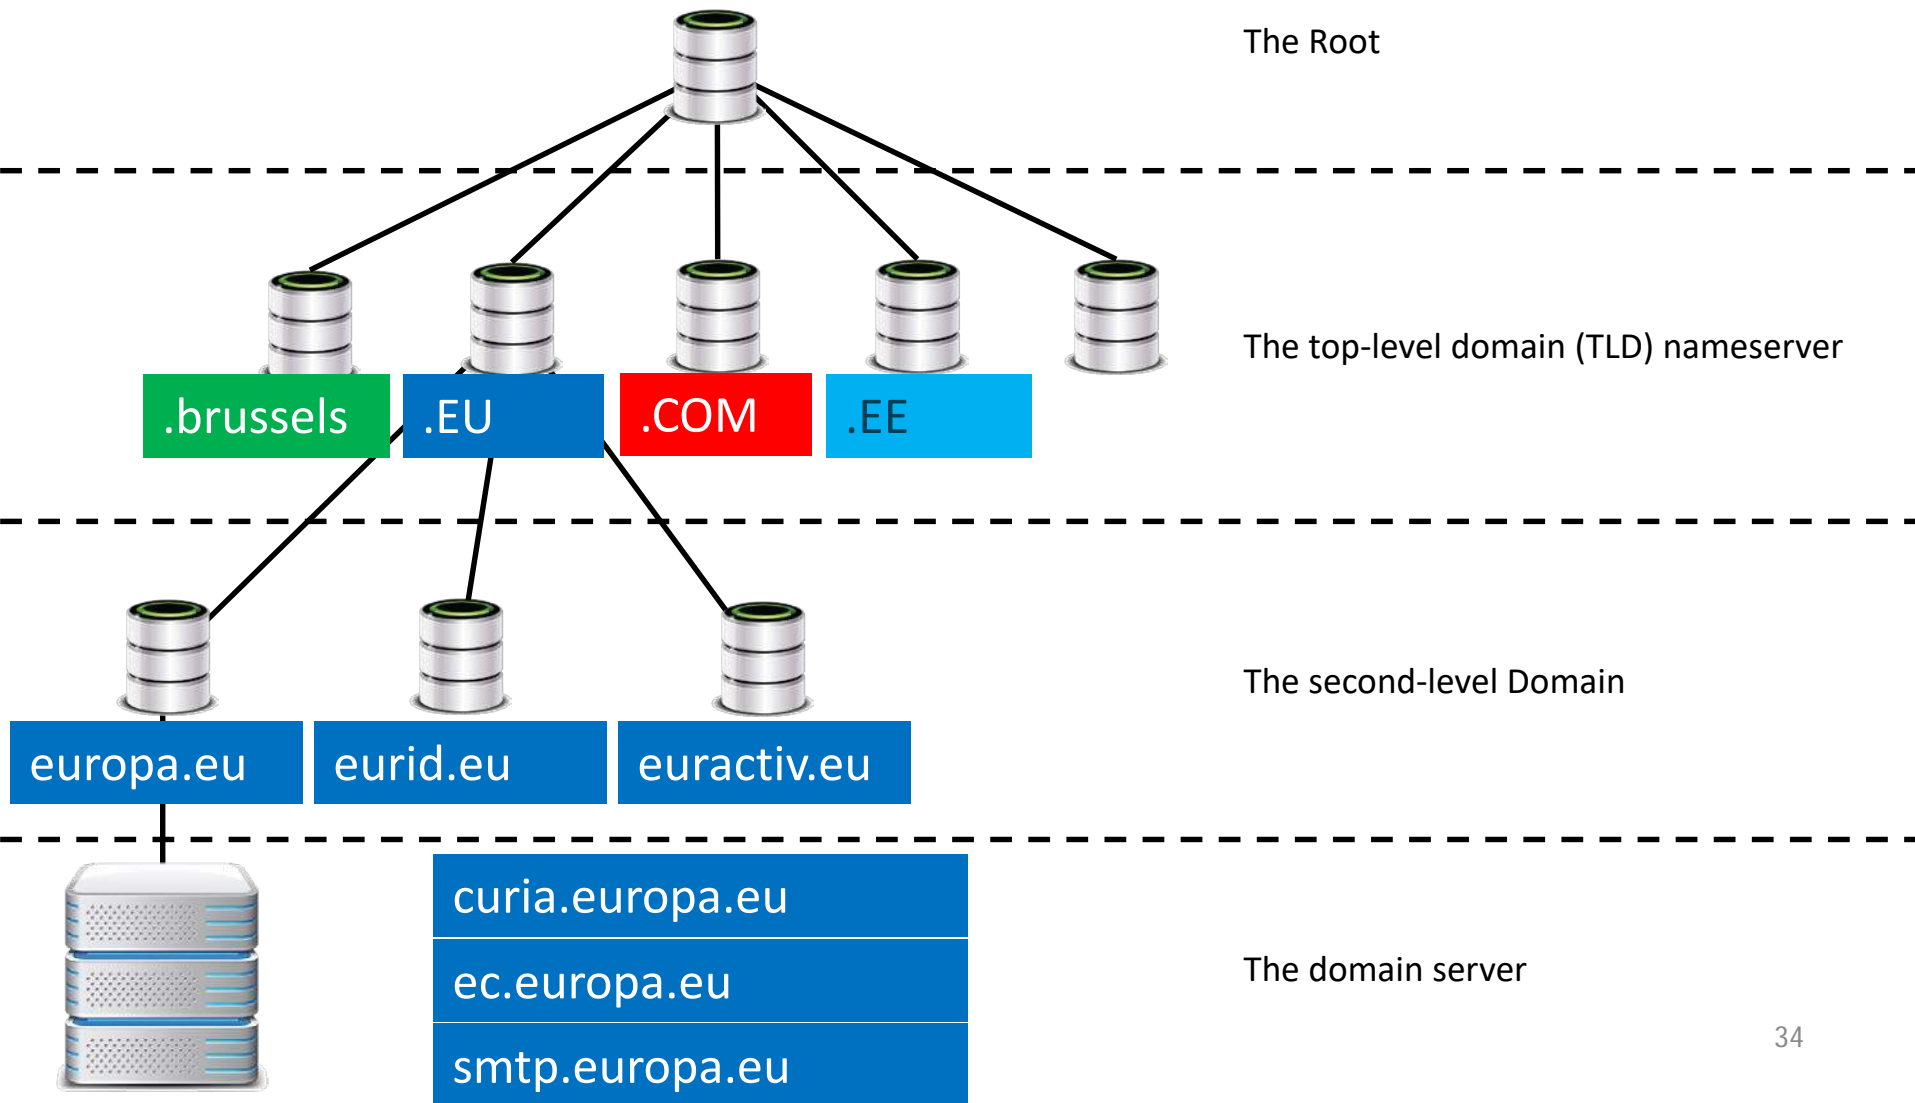 The Root
The top-level domain (TLD) nameserver
.brussels
.EU
.COM
.EE
The second-level Domain
europa.eu
eurid.eu
euractiv.eu
curia.europa.eu
ec.europa.eu
The domain server
smtp.europa.eu
34